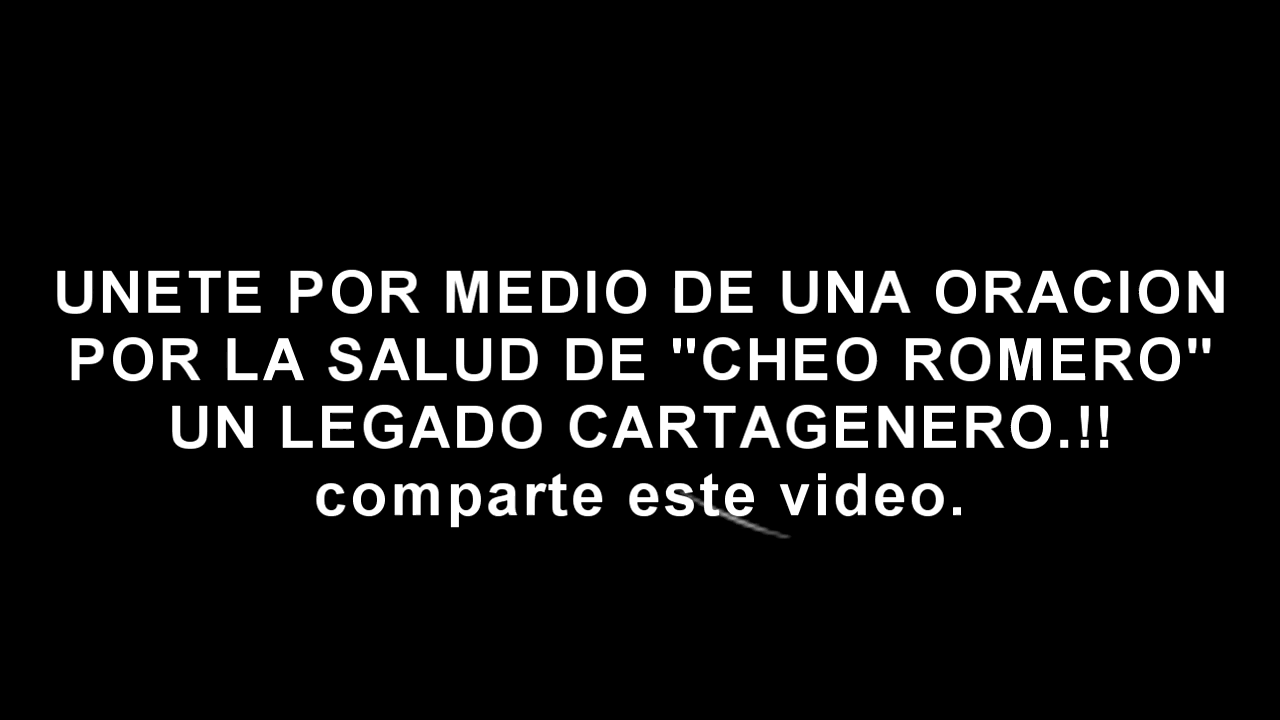 UNETE POR MEDIO DE UNA ORACION
POR LA SALUD DE "CHEO ROMERO"
UN LEGADO CARTAGENERO.!!
comparte este video.